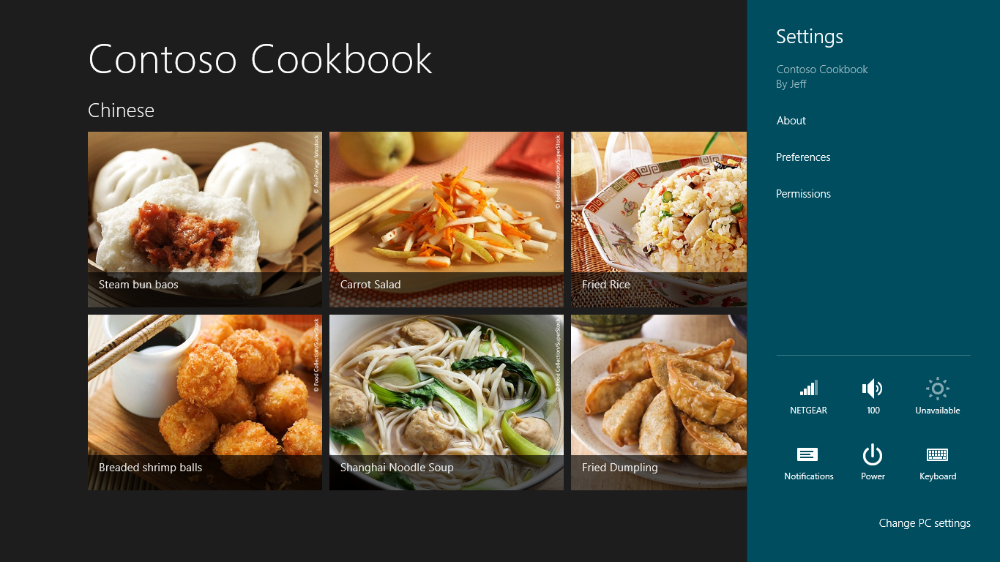 Contoso Cookbook
Chinese
© AsiaPix/age fotostock
Steam bun baos
© Food Collection/SuperStock
Carrot Salad
Fried Rice
© Food Collection/SuperStock
Breaded shrimp balls
© Food Collection/SuperStock
Shanghai Noodle Soup
Fried Dumpling
Settings
Contoso Cookbook
By Jeff
About
Preferences
Permissions
NETGEAR
100
Unavailable
Notifications
Power
Keyboard
Change PC settings